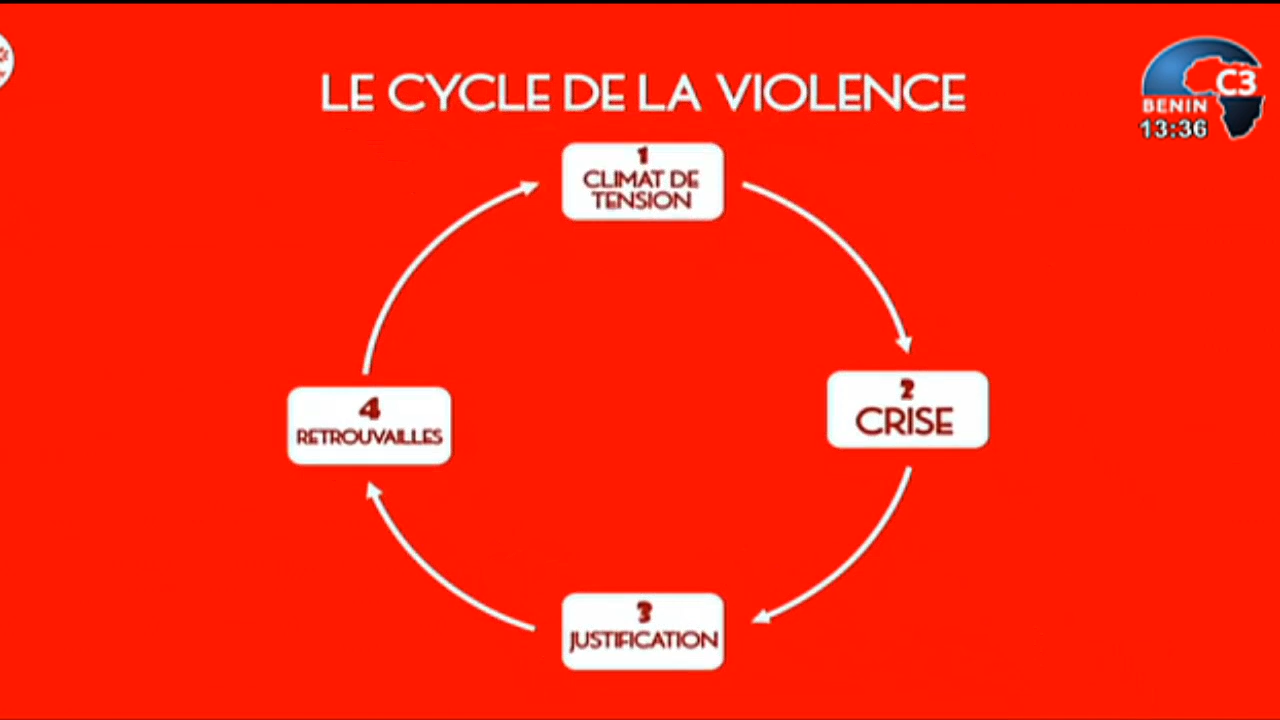 LE CYCLE DE LA VIOLENCE
C3
BENIN
13:36
1
CLIMAT DE
TENSION
2
CRISE
4
RETROUVAILLES
3
JUSTIFICATION